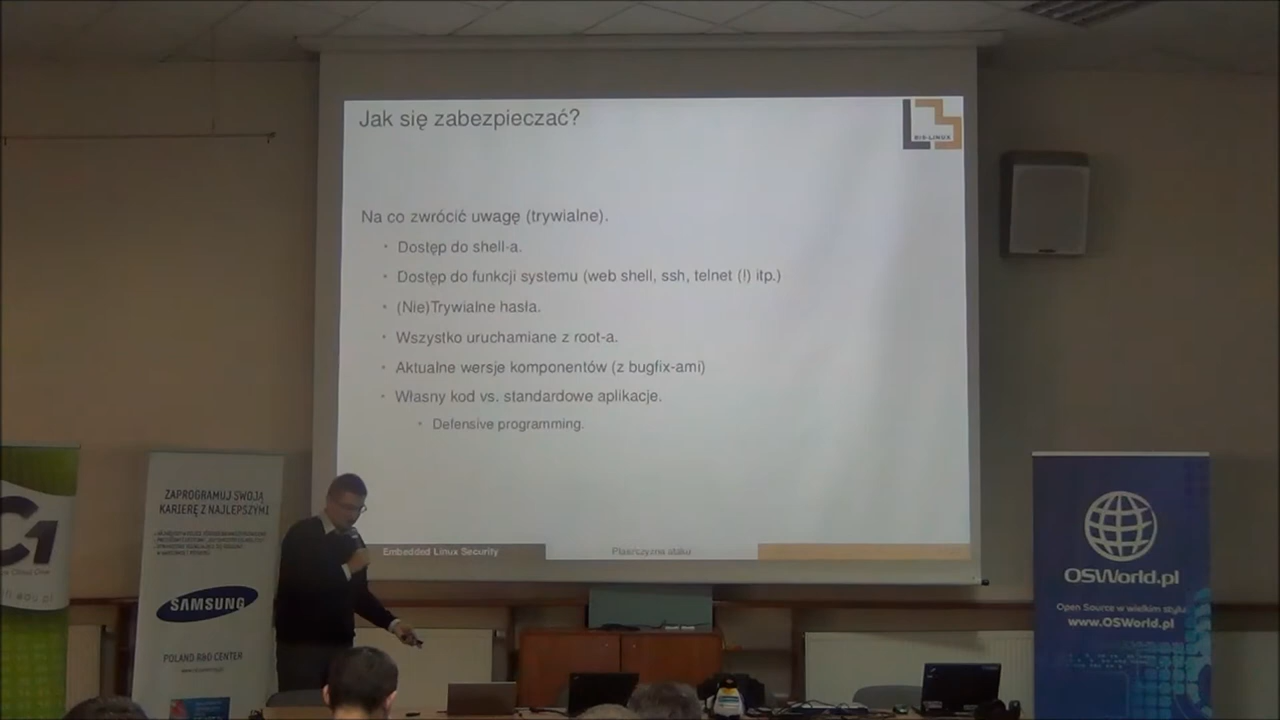 Jak się zabezpieczać?
BIS-LINUX
Na co zwrócić uwagę (trywialne).
Dostęp do shell-a.
Dostęp do funkcji systemu (web shell, ssh, telnet (!) itp.)
(Nie)Trywialne hasła.
Wszystko uruchamiane z root-a.
Aktualne wersje komponentów (z bugfix-ami)
Własny kod vs. standardowe aplikacje.
Defensive programming.
Embedded Linux Security
Płaszczyzna ataku
C1
ZAPROGRAMUJ SWOJĄ
KARIERĘ Z NAJLEPSZYMI
SAMSUNG
POLAND R&D CENTER
OSWorld.pl
Open Source w wielkim stylu
www.OSWorld.pl